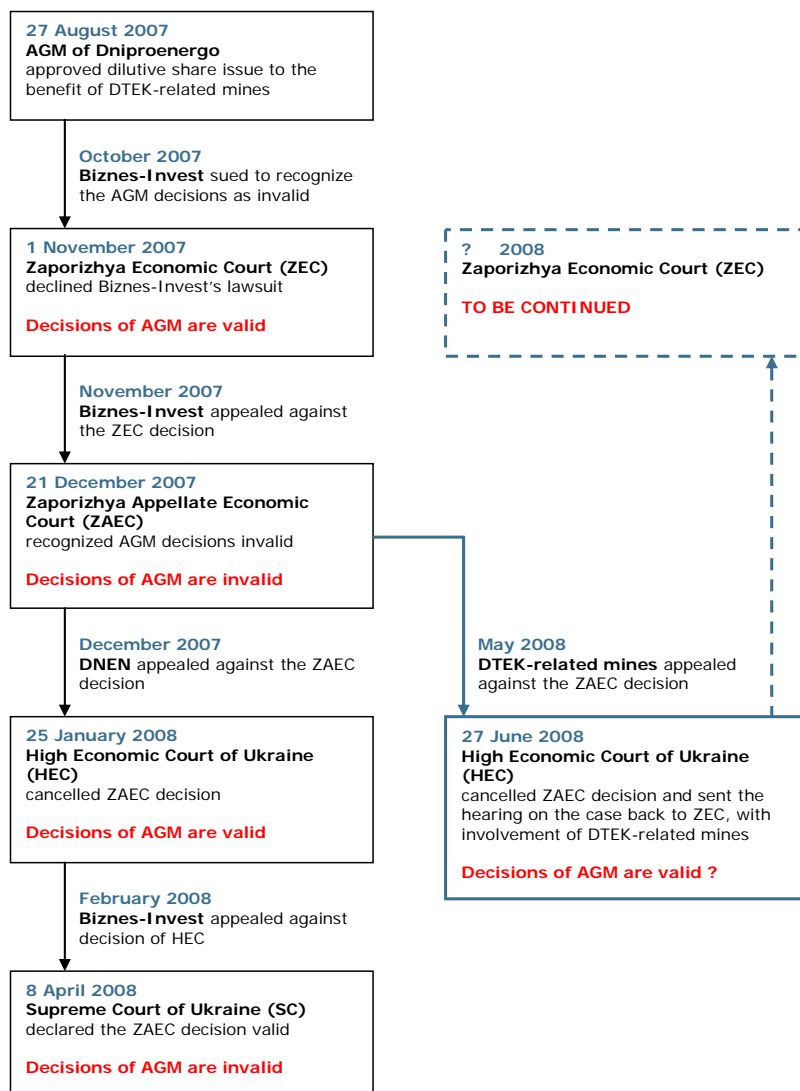 27 August 2007
AGM of Dniproenergo
approved dilutive share issue to the
benefit of DTEK-related mines
October 2007
Biznes-Invest sued to recognize
the AGM decisions as invalid
1 November 2007
Zaporizhya Economic Court (ZEC)
declined Biznes-Invest's lawsuit
Decisions of AGM are valid
November 2007
Biznes-Invest appealed against
the ZEC decision
21 December 2007
Zaporizhya Appellate Economic
Court (ZAEC)
recognized AGM decisions invalid
Decisions of AGM are invalid
December 2007
DNEN appealed against the ZAEC
decision
25 January 2008
High Economic Court of Ukraine
(HEC)
cancelled ZAEC decision
Decisions of AGM are valid
February 2008
Biznes-Invest appealed against
decision of HEC
8 April 2008
Supreme Court of Ukraine (SC)
declared the ZAEC decision valid
Decisions of AGM are invalid
May 2008
DTEK-related mines appealed
against the ZAEC decision
27 June 2008
High Economic Court of Ukraine
(HEC)
cancelled ZAEC decision and sent the
hearing on the case back to ZEC, with
involvement of DTEK-related mines
Decisions of AGM are valid ?
? 2008
Zaporizhya Economic Court (ZEC)
TO BE CONTINUED